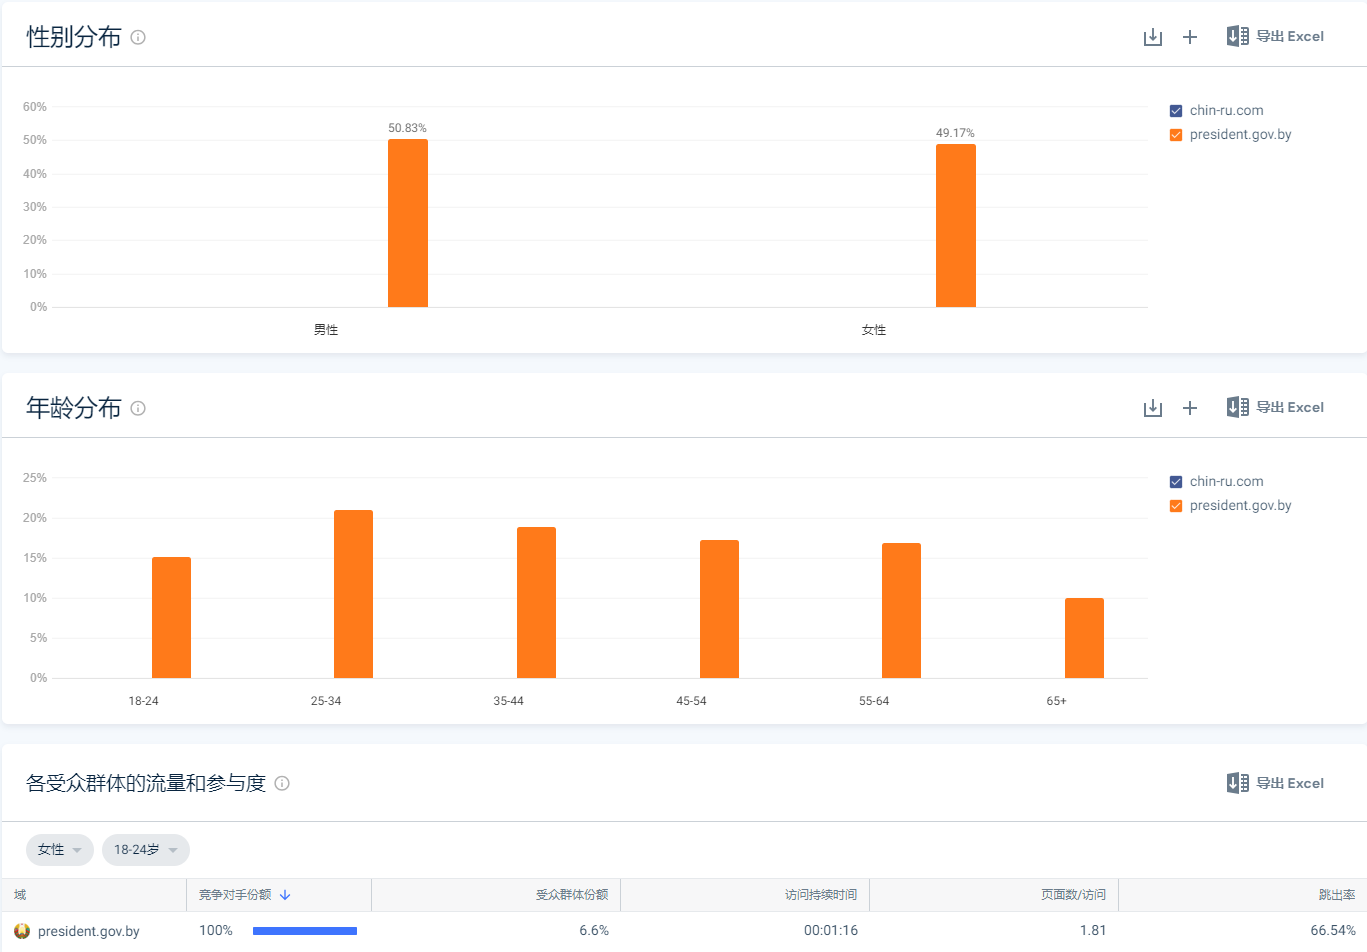 性别分布
导出 Excel
60%
50%
40%
30%
20%
10%
0%
50.83%
49.17%
男性
女性
chin-ru.com
president.gov.by
年龄分布
导出 Excel
25%
20%
15%
10%
5%
0%
18-24
25-34
35-44
45-54
55-64
65+
chin-ru.com
president.gov.by
各受众群体的流量和参与度
导出 Excel
女性 18-24岁
域 竞争对手份额 受众群体份额 访问持续时间 页面数/访问 跳出率
president.gov.by 100% 6.6% 00:01:16 1.81 66.54%